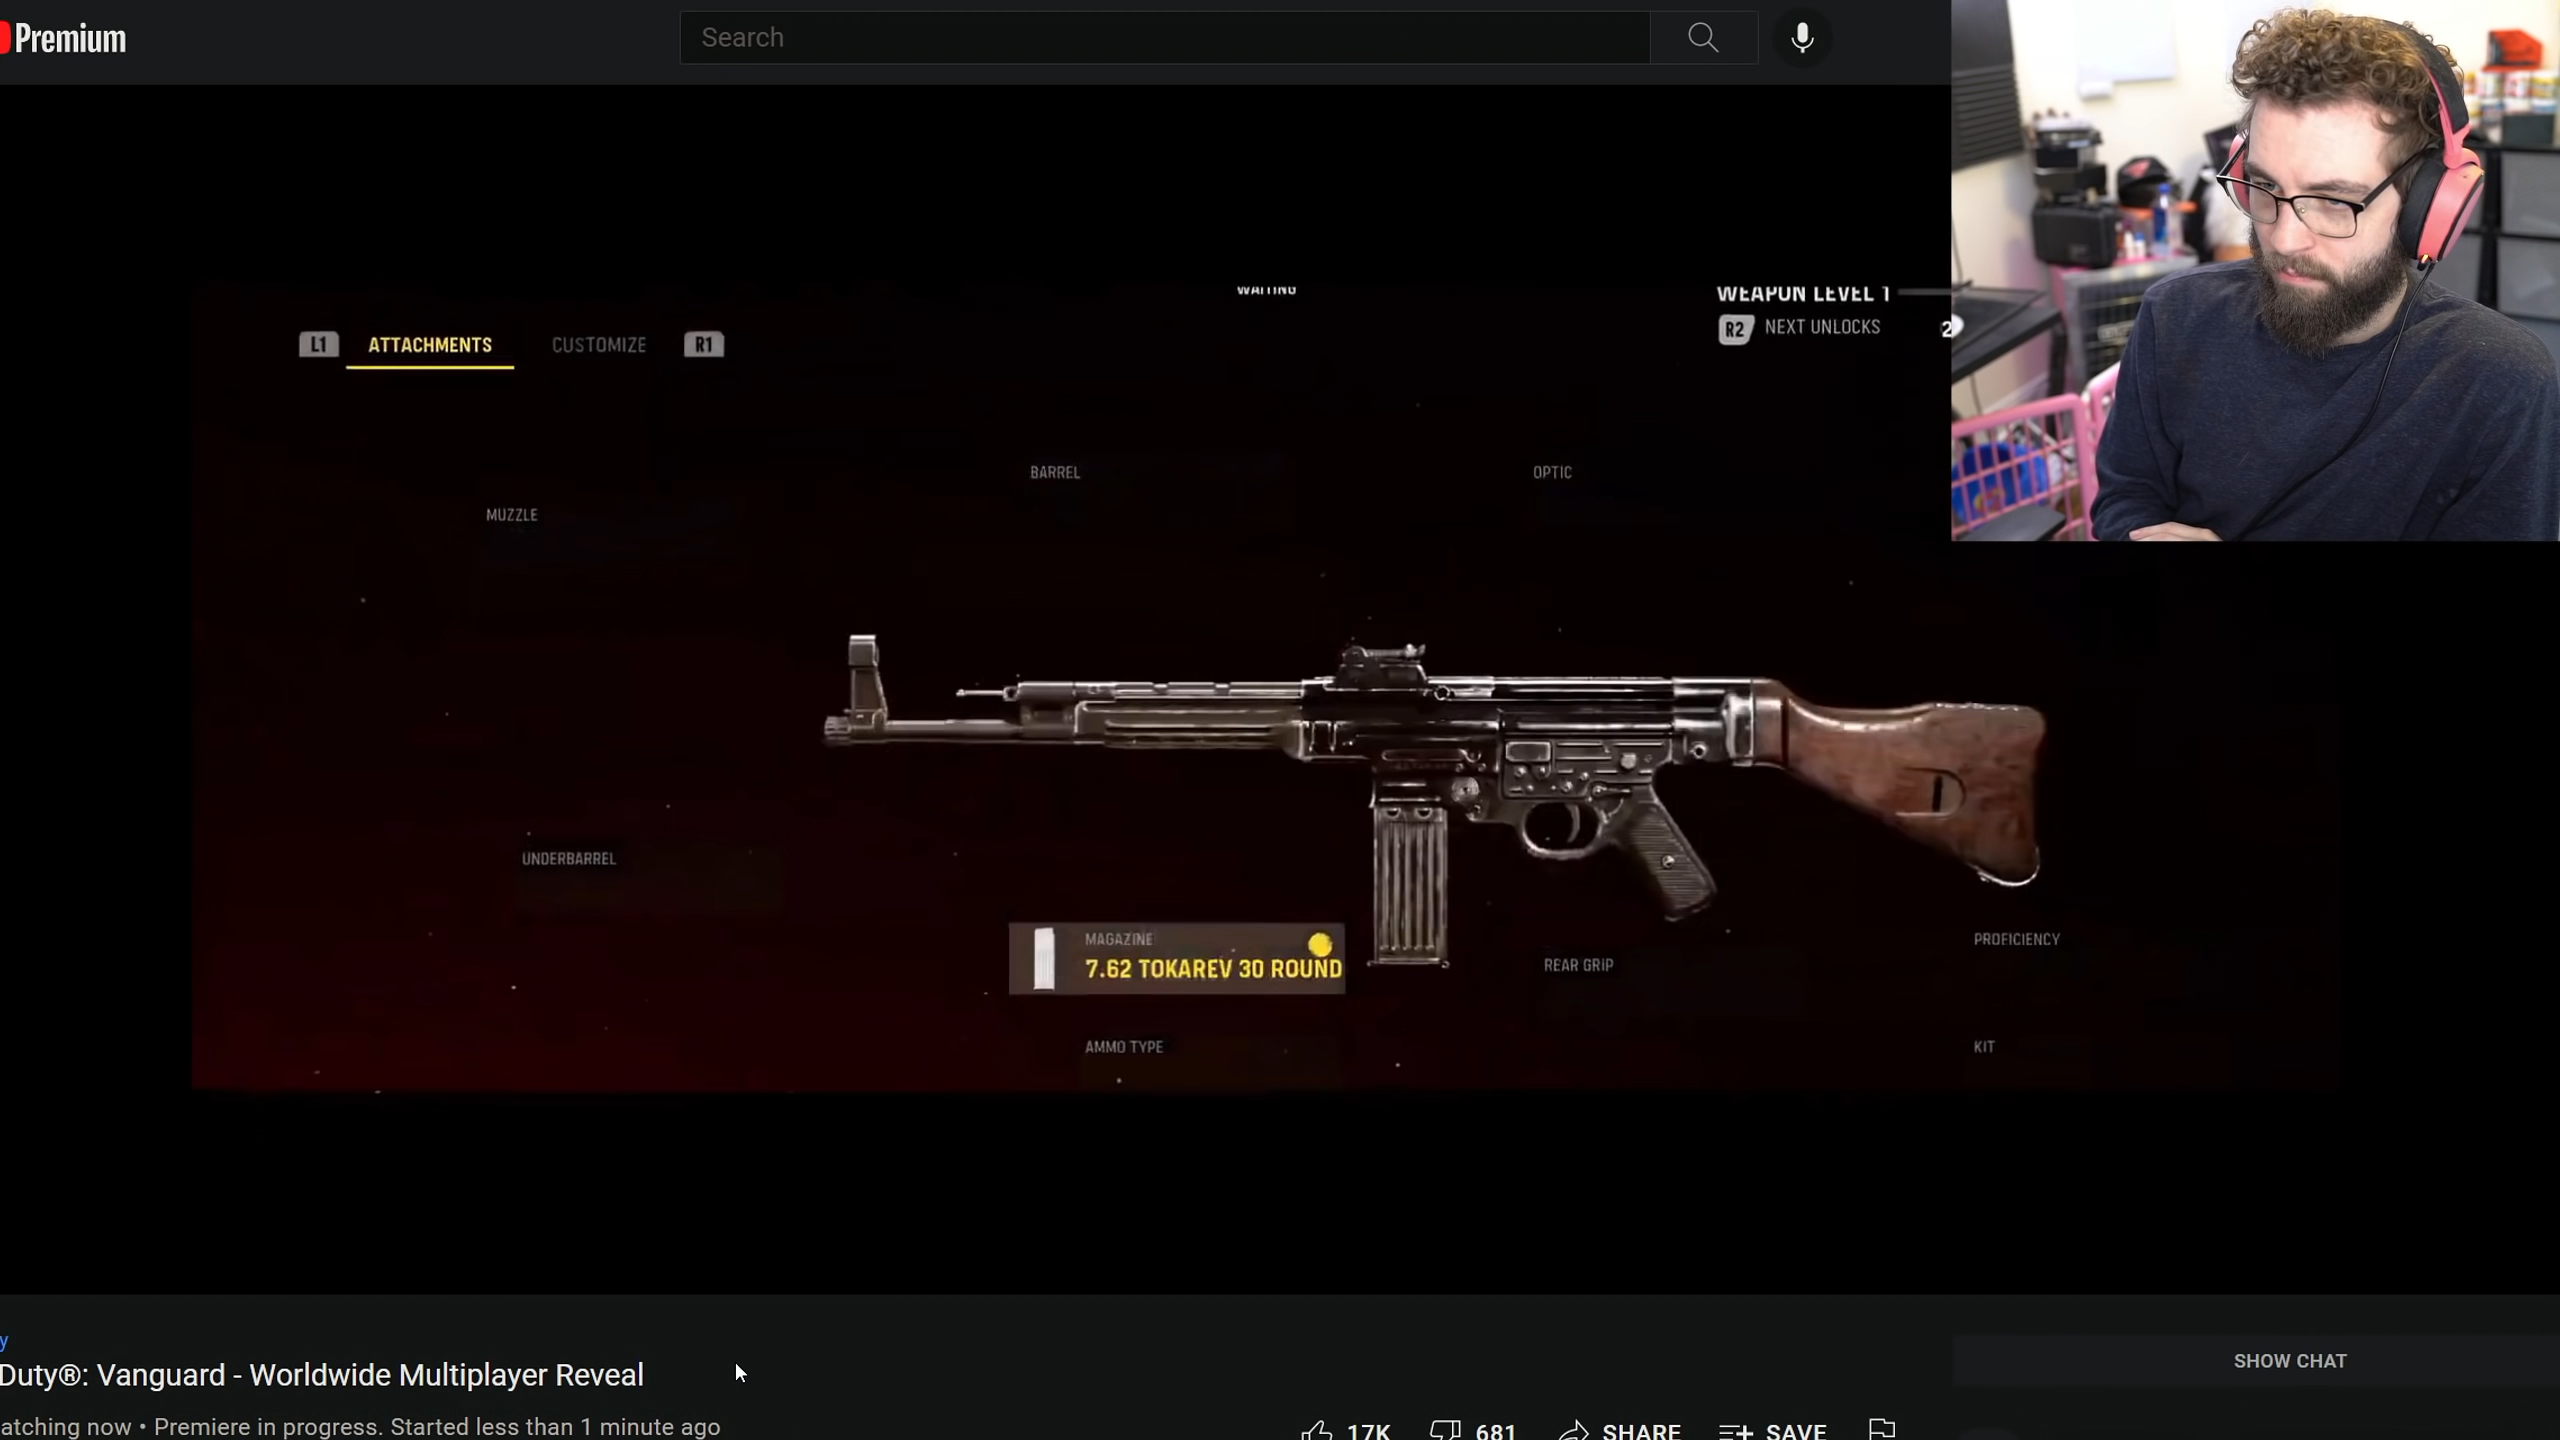 Premium
Search
WAITING
WEAPON LEVEL 1
R2 NEXT UNLOCKS 2
L1 ATTACHMENTS CUSTOMIZE R1
BARREL
OPTIC
MUZZLE
UNDERBARREL
MAGAZINE
7.62 TOKAREV 30 ROUND
REAR GRIP
PROFICIENCY
AMMO TYPE
KIT
y
Duty®: Vanguard - Worldwide Multiplayer Reveal
SHOW CHAT
atching now • Premiere in progress. Started less than 1 minute ago
17K 681 SHARE SAVE